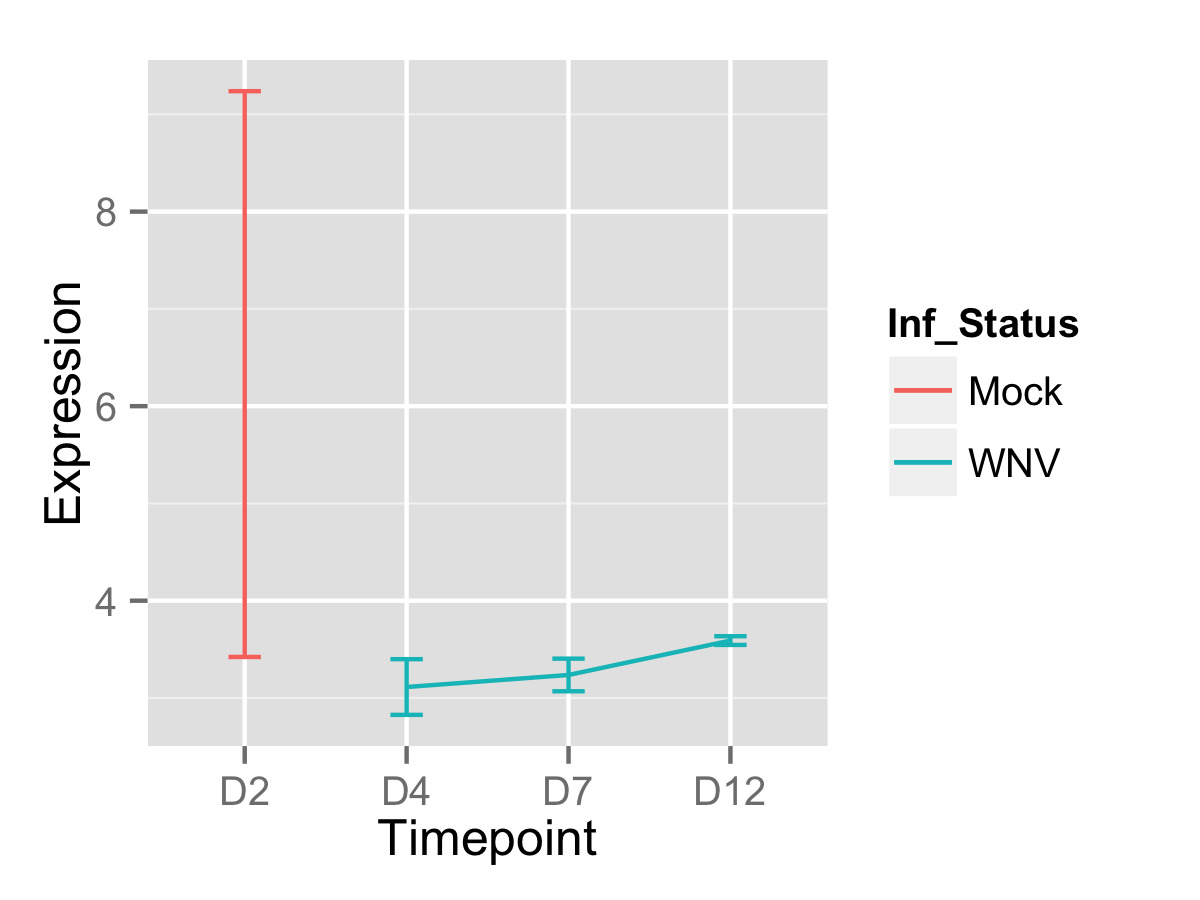 8
6
4
Expression
D2 D4 D7 D12
Timepoint
Inf_Status
Mock
WNV